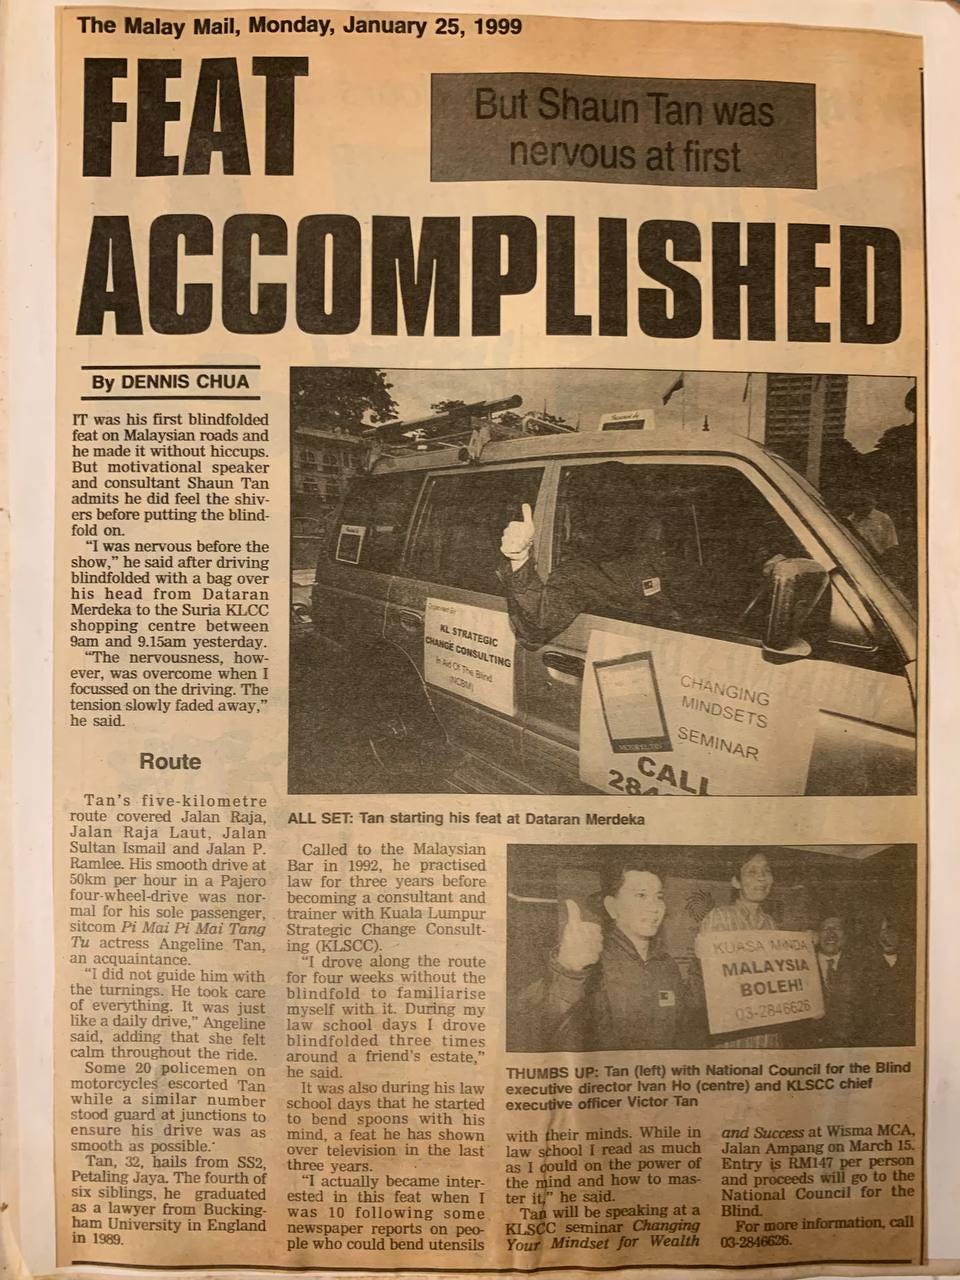 The Malay Mail, Monday, January 25, 1999
FEAT
ACCOMPLISHED
But Shaun Tan was
nervous at first
By DENNIS CHUA
IT was his first blindfolded
feat on Malaysian roads and
he made it without hiccups.
But motivational speaker
and consultant Shaun Tan
admits he did feel the shiv-
ers before putting the blind-
fold on.
"I was nervous before the
show," he said after driving
blindfolded with a bag over
his head from Dataran
Merdeka to the Suria KLCC
shopping centre between
9am and 9.15am yesterday.
"The nervousness, how-
ever, was overcome when I
focussed on the driving. The
tension slowly faded away,"
he said.
Route
Tan's five-kilometre
route covered Jalan Raja,
Jalan Raja Laut, Jalan
Sultan Ismail and Jalan P.
Ramlee. His smooth drive at
50km per hour in a Pajero
four-wheel-drive was nor-
mal for his sole passenger,
sitcom Pi Mai Pi Mai Tang
Tu actress Angeline Tan,
an acquaintance.
"I did not guide him with
the turnings. He took care
of everything. It was just
like a daily drive," Angeline
said, adding that she felt
calm throughout the ride.
Some 20 policemen on
motorcycles escorted Tan
while a similar number
stood guard at junctions to
ensure his drive was as
smooth as possible.
Tan, 32, hails from SS2,
Petaling Jaya. The fourth of
six siblings, he graduated
as a lawyer from Bucking-
ham University in England
in 1989.
Organised By
KL STRATEGIC
CHANGE CONSULTING
In Aid Of The Blind
(NCBM)
CHANGING
MINDSETS
SEMINAR
CALL
284
ALL SET: Tan starting his feat at Dataran Merdeka
Called to the Malaysian
Bar in 1992, he practised
law for three years before
becoming a consultant and
trainer with Kuala Lumpur
Strategic Change Consult-
ing (KLSCC).
"I drove along the route
for four weeks without the
blindfold to familiarise
myself with it. During my
law school days I drove
blindfolded three times
around a friend's estate,"
he said.
It was also during his law
school days that he started
to bend spoons with his
mind, a feat he has shown
over television in the last
three years.
"I actually became inter-
ested in this feat when I
was 10 following some
newspaper reports on peo-
ple who could bend utensils
KUASA MINDA
MALAYSIA
BOLEH!
03-2846626
THUMBS UP: Tan (left) with National Council for the Blind
executive director Ivan Ho (centre) and KLSCC chief
executive officer Victor Tan
with their minds. While in
law school I read as much
as I could on the power of
the mind and how to mas-
ter it," he said.
Tan will be speaking at a
KLSCC seminar Changing
Your Mindset for Wealth
and Success at Wisma MCA,
Jalan Ampang on March 15.
Entry is RM147 per person
and proceeds will go to the
National Council for the
Blind.
For more information, call
03-2846626.